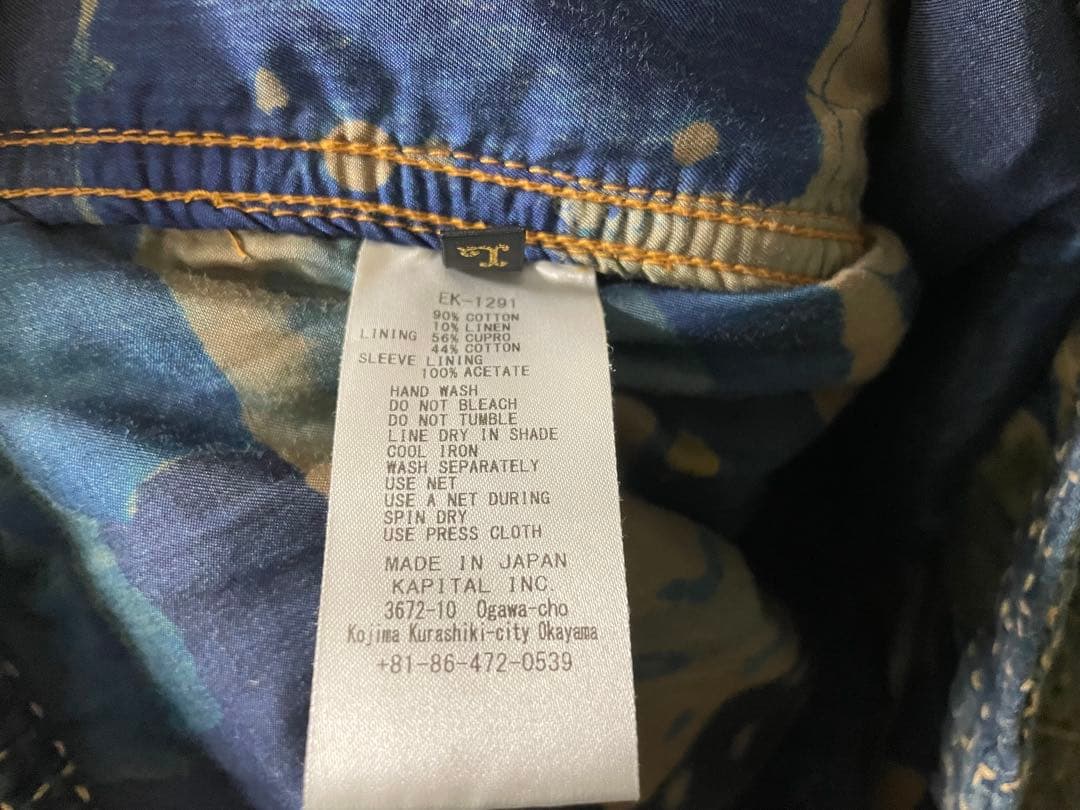 L
EK-1291
90% COTTON
10% LINEN
LINING 56% CUPRO
44% COTTON
SLEEVE LINING
100% ACETATE
HAND WASH
DO NOT BLEACH
DO NOT TUMBLE
LINE DRY IN SHADE
COOL IRON
WASH SEPARATELY
USE NET
USE A NET DURING
SPIN DRY
USE PRESS CLOTH
MADE IN JAPAN
KAPITAL INC.
3672-10 Ogawa-cho
Kojima Kurashiki-city Okayama
+81-86-472-0539